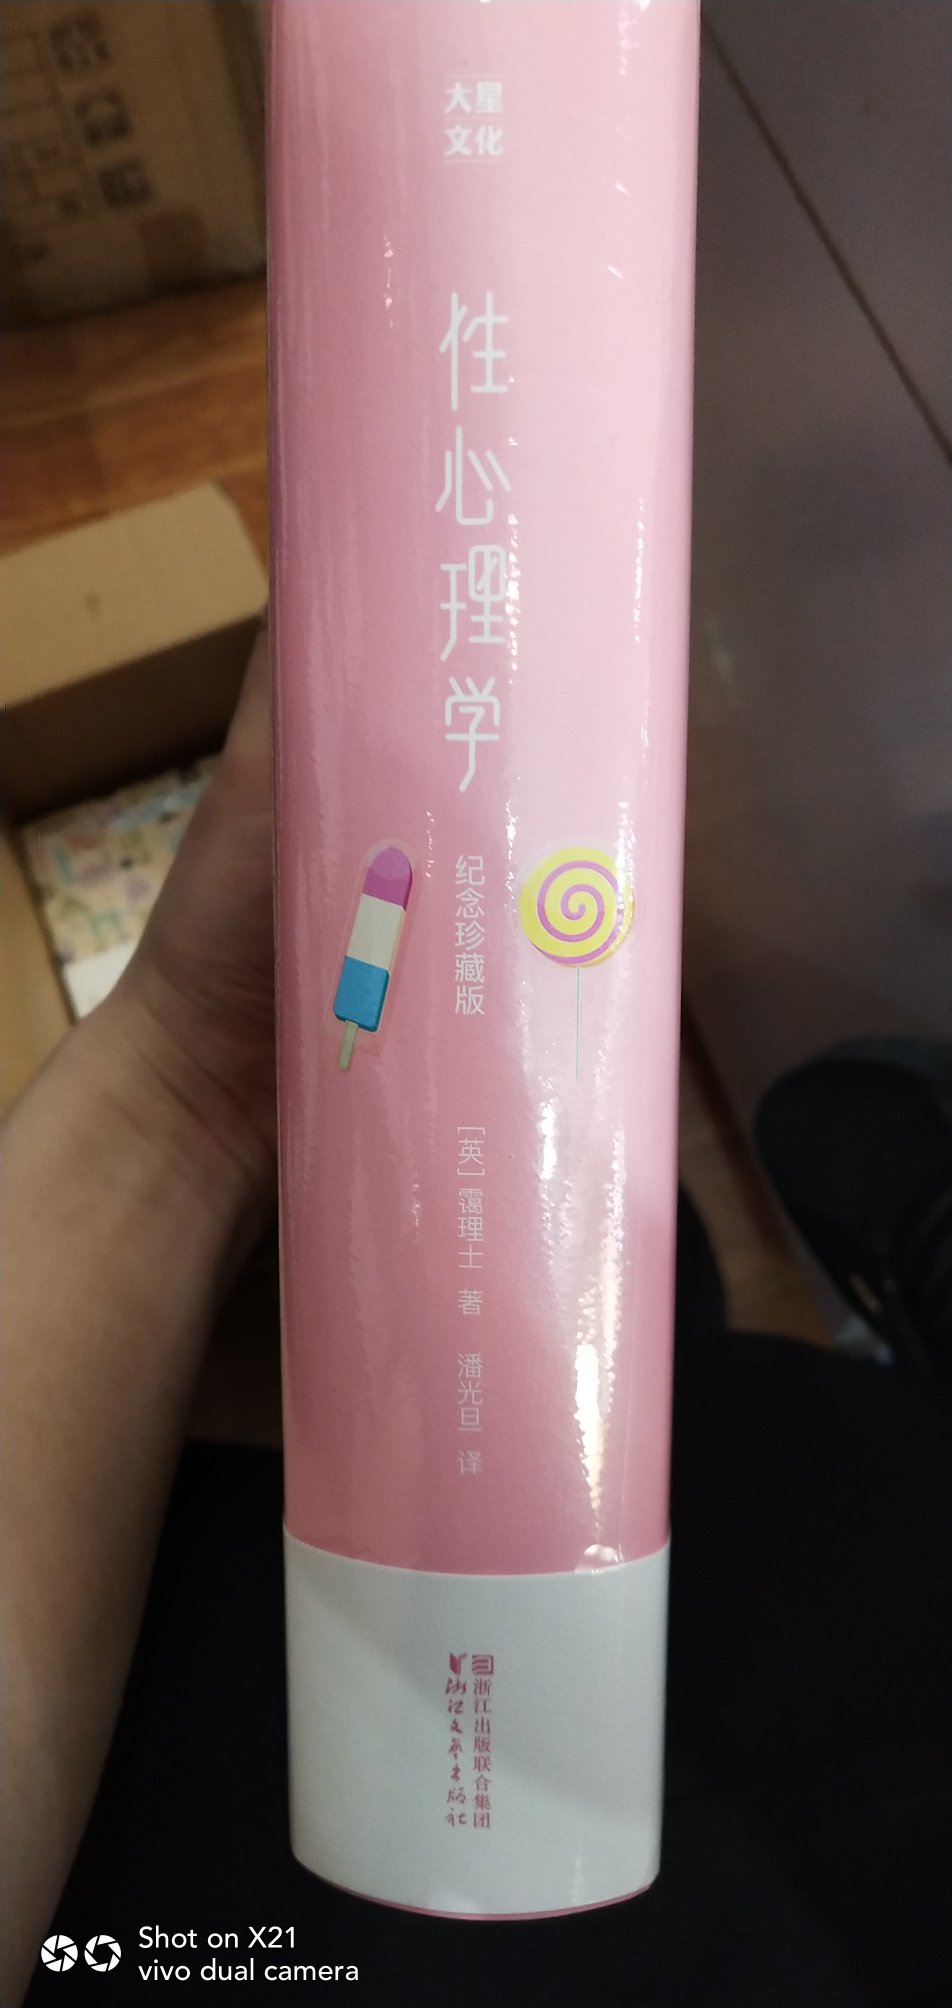 大星
文化
性心理学
纪念珍藏版
[英] 霭理士 著 潘光旦 译
浙江出版联合集团
浙江文艺出版社
Shot on X21
vivo dual camera